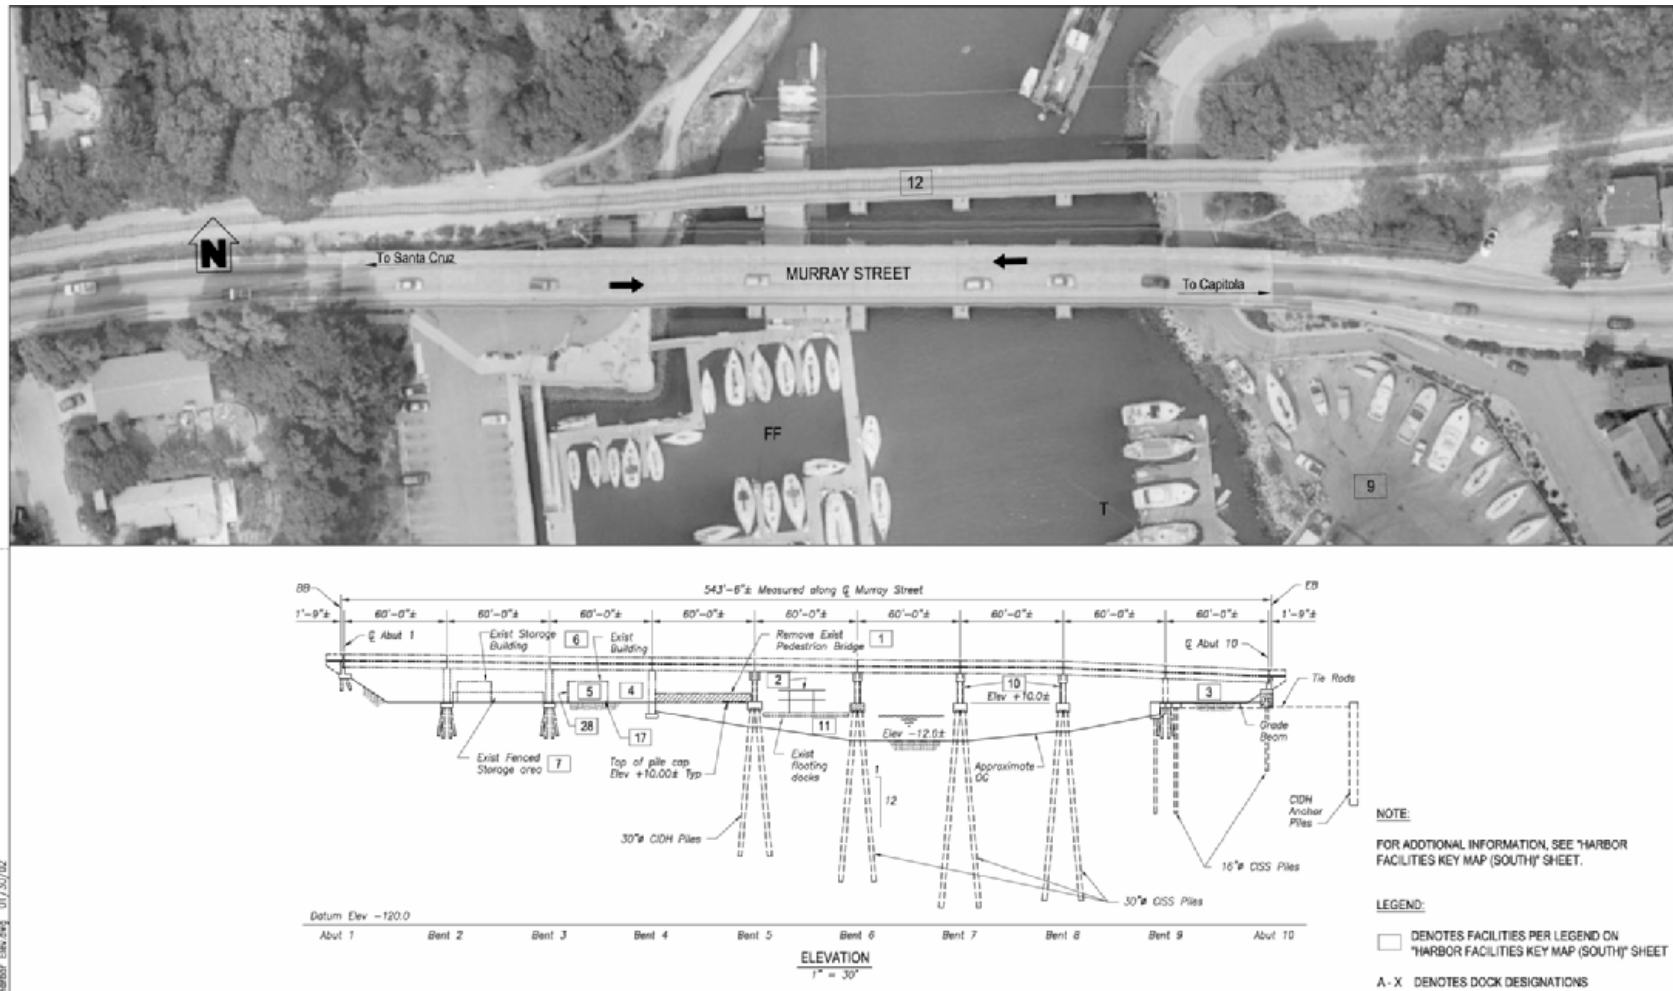 12
N
To Santa Cruz
MURRAY STREET
To Capitola
FF
T
9
BB
543'-6"± Measured along ℄ Murray Street
EB
1'-9"± 60'-0"± 60'-0"± 60'-0"± 60'-0"± 60'-0"± 60'-0"± 60'-0"± 60'-0"± 60'-0"± 1'-9"±
℄ Abut 1
Exist Storage
Building
6
Exist
Building
Remove Exist
Pedestrian Bridge
1
℄ Abut 10
5
4
2
10
Elev +10.0±
3
Tie Rods
28
17
11
Elev -12.0±
Grade
Beam
Exist Fenced
Storage area
7
Top of pile cap
Elev +10.00± Typ
Exist
floating
docks
1
12
Approximate
OG
CIDH
Anchor
Piles
30"ø CIDH Piles
16"ø CISS Piles
30"ø CISS Piles
Datum Elev -120.0
Abut 1 Bent 2 Bent 3 Bent 4 Bent 5 Bent 6 Bent 7 Bent 8 Bent 9 Abut 10
ELEVATION
1" = 30'
NOTE:
FOR ADDTIONAL INFORMATION, SEE "HARBOR
FACILITIES KEY MAP (SOUTH)" SHEET.
LEGEND:
DENOTES FACILITIES PER LEGEND ON
"HARBOR FACILITIES KEY MAP (SOUTH)" SHEET
A - X DENOTES DOCK DESIGNATIONS